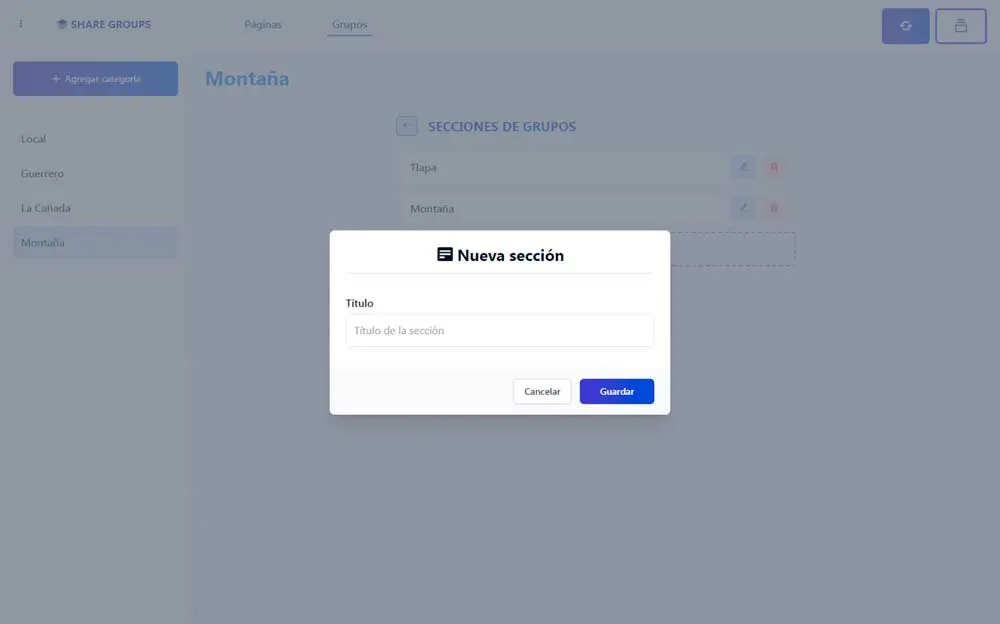 SHARE GROUPS
Páginas
Grupos
+ Agregar categoría
Montaña
Local
Guerrero
La Cañada
Montaña
SECCIONES DE GRUPOS
Tlapa
Montaña
Nueva sección
Título
Título de la sección
Cancelar
Guardar